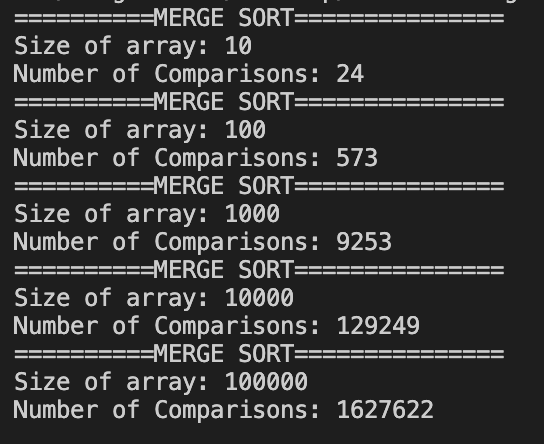 ==========MERGE SORT===============
Size of array: 10
Number of Comparisons: 24
==========MERGE SORT===============
Size of array: 100
Number of Comparisons: 573
==========MERGE SORT===============
Size of array: 1000
Number of Comparisons: 9253
==========MERGE SORT===============
Size of array: 10000
Number of Comparisons: 129249
==========MERGE SORT===============
Size of array: 100000
Number of Comparisons: 1627622